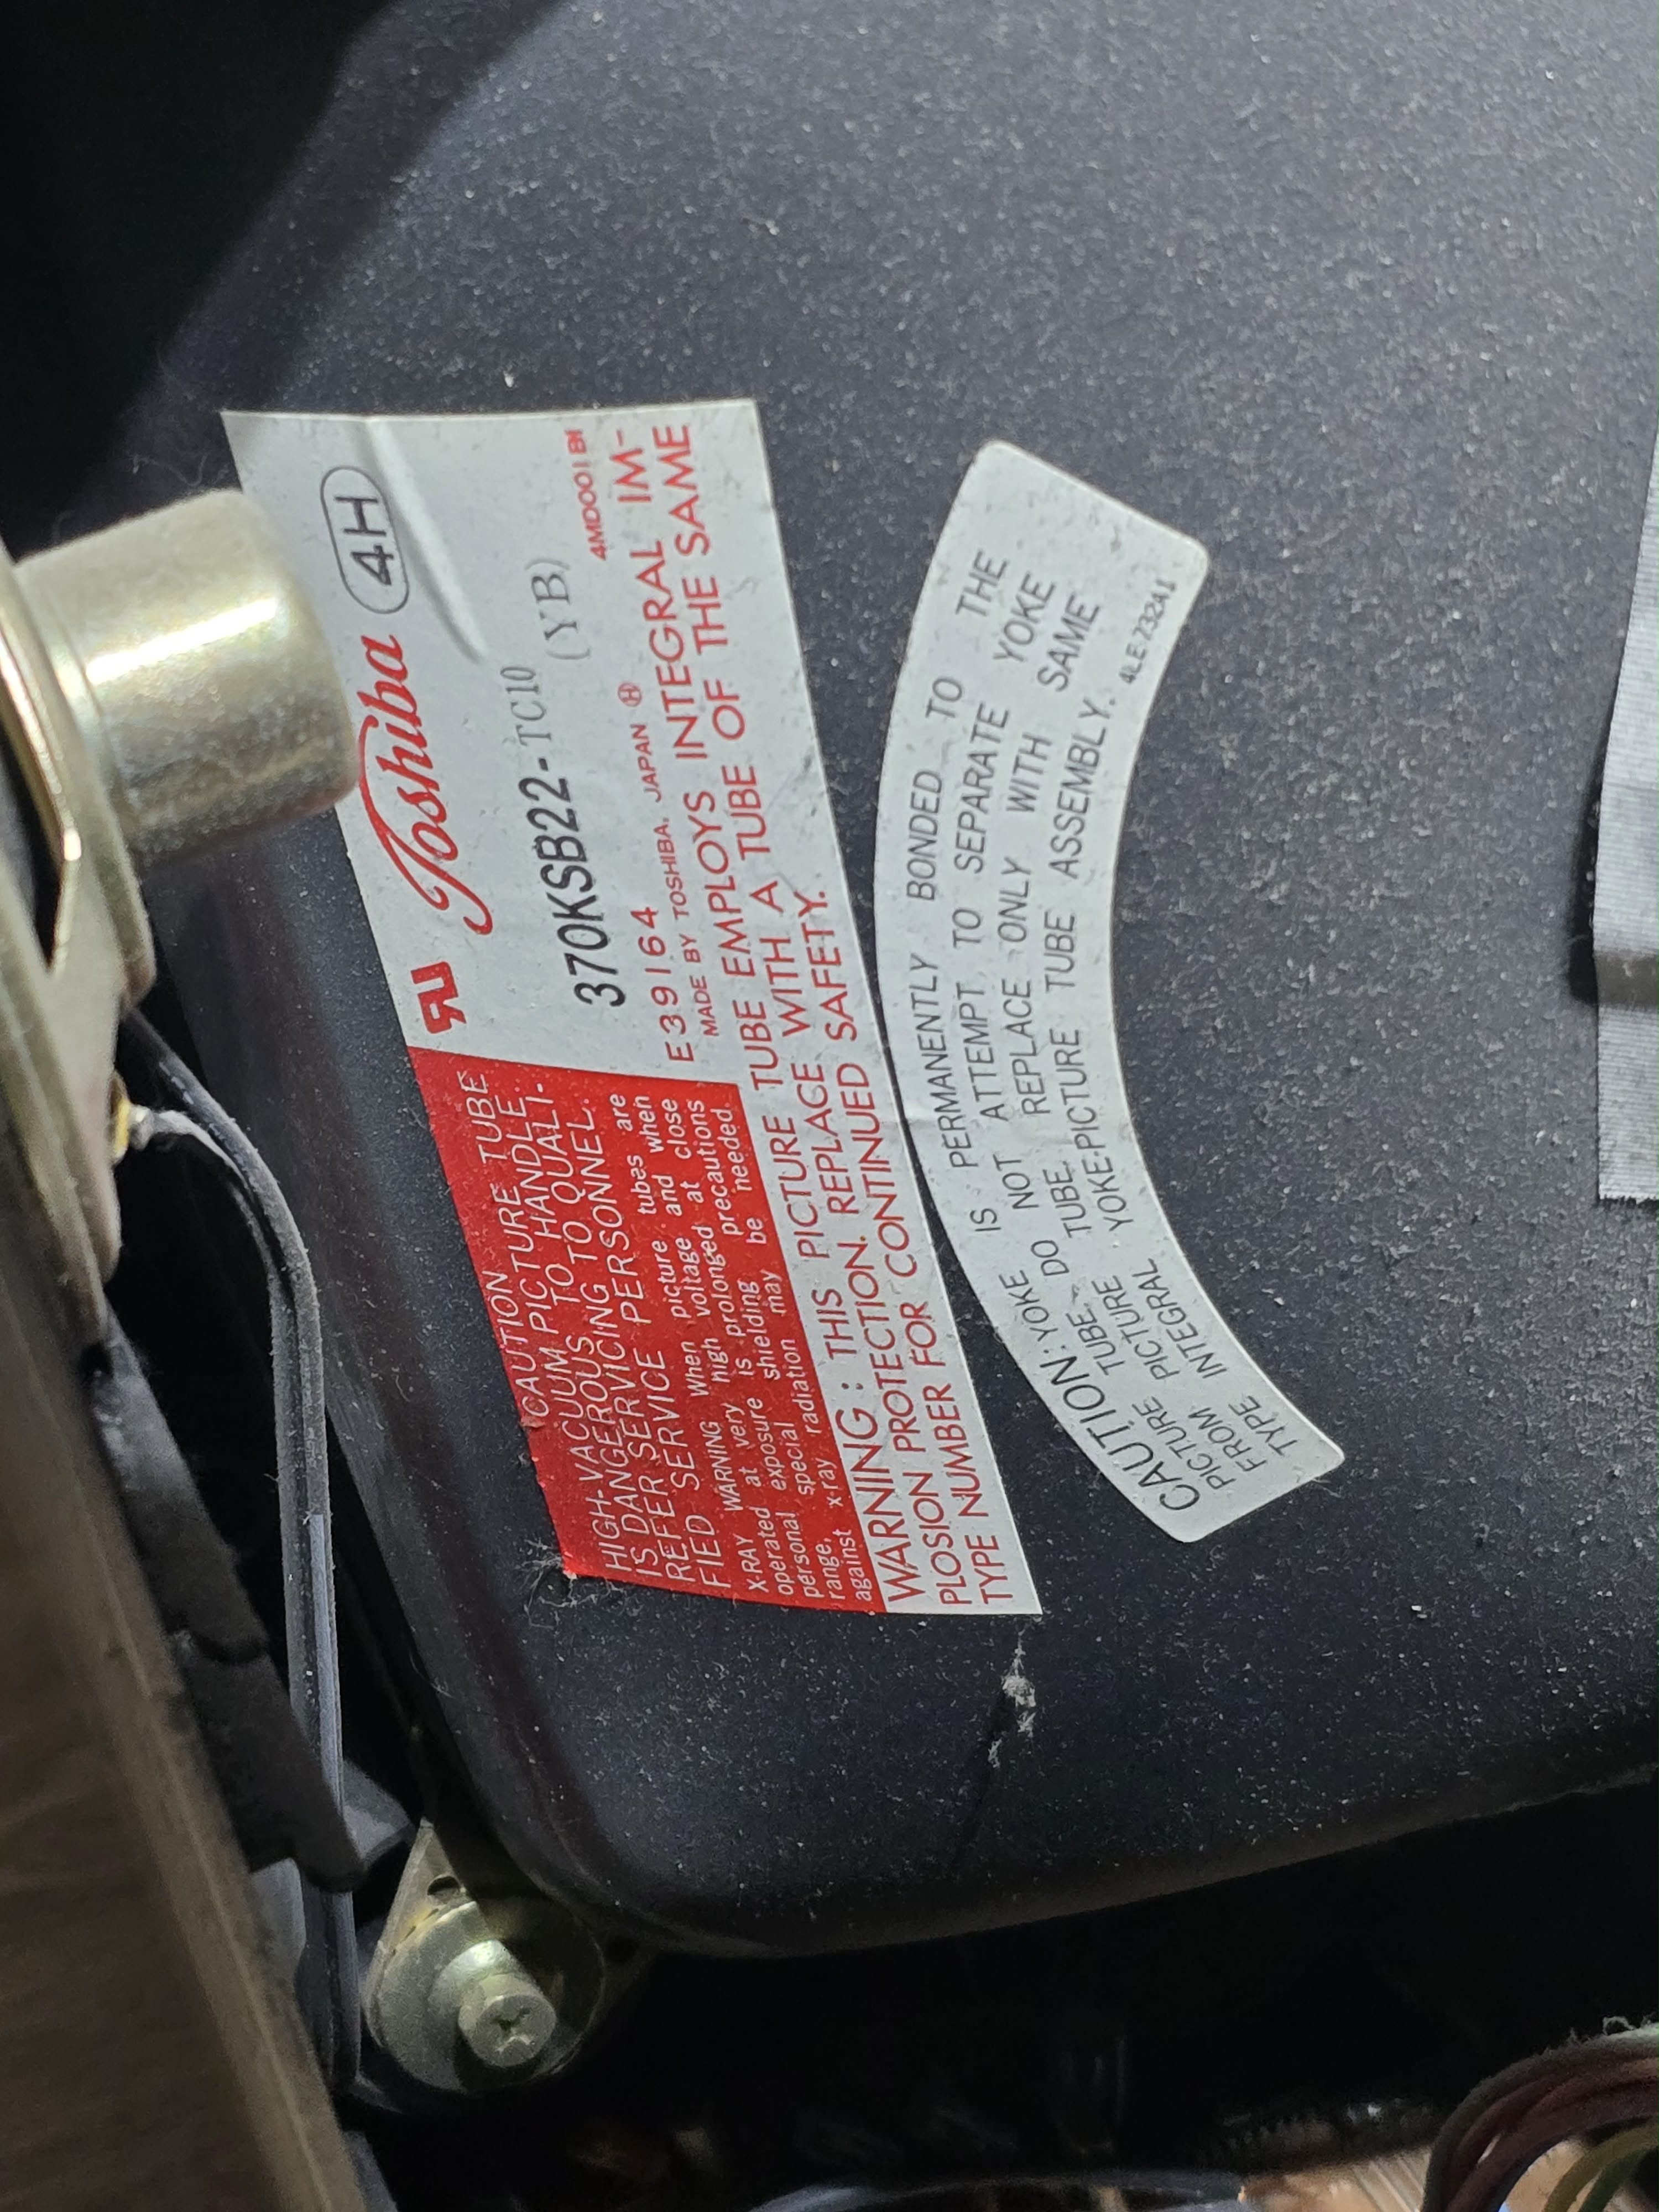 CAUTION
HIGH-VACUUM PICTURE TUBE
IS DANGEROUS TO HANDLE.
REFER SERVICING TO QUALI-
FIED SERVICE PERSONNEL.
X-RAY WARNING When picture tubes are
operated at very high voltage and when
personal exposure is prolonged at close
range, special shielding precautions
against x-ray radiation may be needed.
Toshiba 4H
370KSB22-TC10
(YB)
E39164
4MD001BI
MADE BY TOSHIBA, JAPAN H
WARNING : THIS PICTURE TUBE EMPLOYS INTEGRAL IM-
PLOSION PROTECTION. REPLACE WITH A TUBE OF THE SAME
TYPE NUMBER FOR CONTINUED SAFETY.
CAUTION: YOKE IS PERMANENTLY BONDED TO THE
PICTURE TUBE. DO NOT ATTEMPT TO SEPARATE YOKE
FROM PICTURE TUBE. REPLACE ONLY WITH SAME
TYPE INTEGRAL YOKE-PICTURE TUBE ASSEMBLY.
4LE7232A1